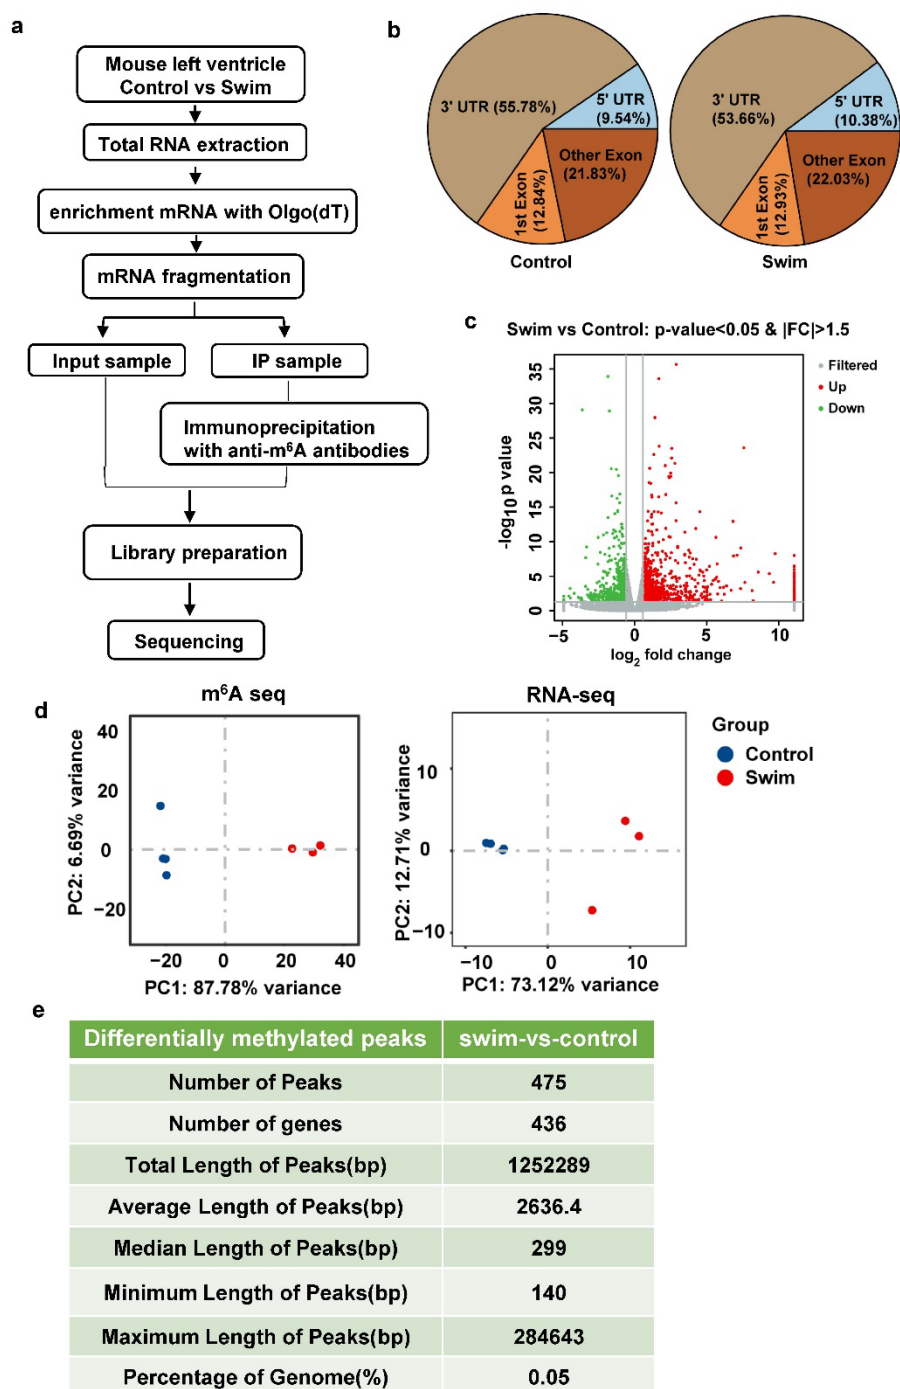 a
Mouse left ventricle
Control vs Swim
Total RNA extraction
enrichment mRNA with Olgo(dT)
mRNA fragmentation
Input sample
IP sample
Immunoprecipitation
with anti-m⁶A antibodies
Library preparation
Sequencing
b
3' UTR (55.78%)
5' UTR
(9.54%)
Other Exon
(21.83%)
1st Exon
(12.84%)
Control
3' UTR
(53.66%)
5' UTR
(10.38%)
Other Exon
(22.03%)
1st Exon
(12.93%)
Swim
c
Swim vs Control: p-value<0.05 & |FC|>1.5
-log₁₀p value
35
30
25
20
15
10
5
0
−5 0 5 10
log₂ fold change
Filtered
Up
Down
d
m⁶A seq
PC2: 6.69% variance
40
20
0
−20
−20 0 20 40
PC1: 87.78% variance
RNA-seq
PC2: 12.71% variance
10
0
−10
−10 0 10
PC1: 73.12% variance
Group
Control
Swim
e
Differentially methylated peaks swim-vs-control
Number of Peaks 475
Number of genes 436
Total Length of Peaks(bp) 1252289
Average Length of Peaks(bp) 2636.4
Median Length of Peaks(bp) 299
Minimum Length of Peaks(bp) 140
Maximum Length of Peaks(bp) 284643
Percentage of Genome(%) 0.05